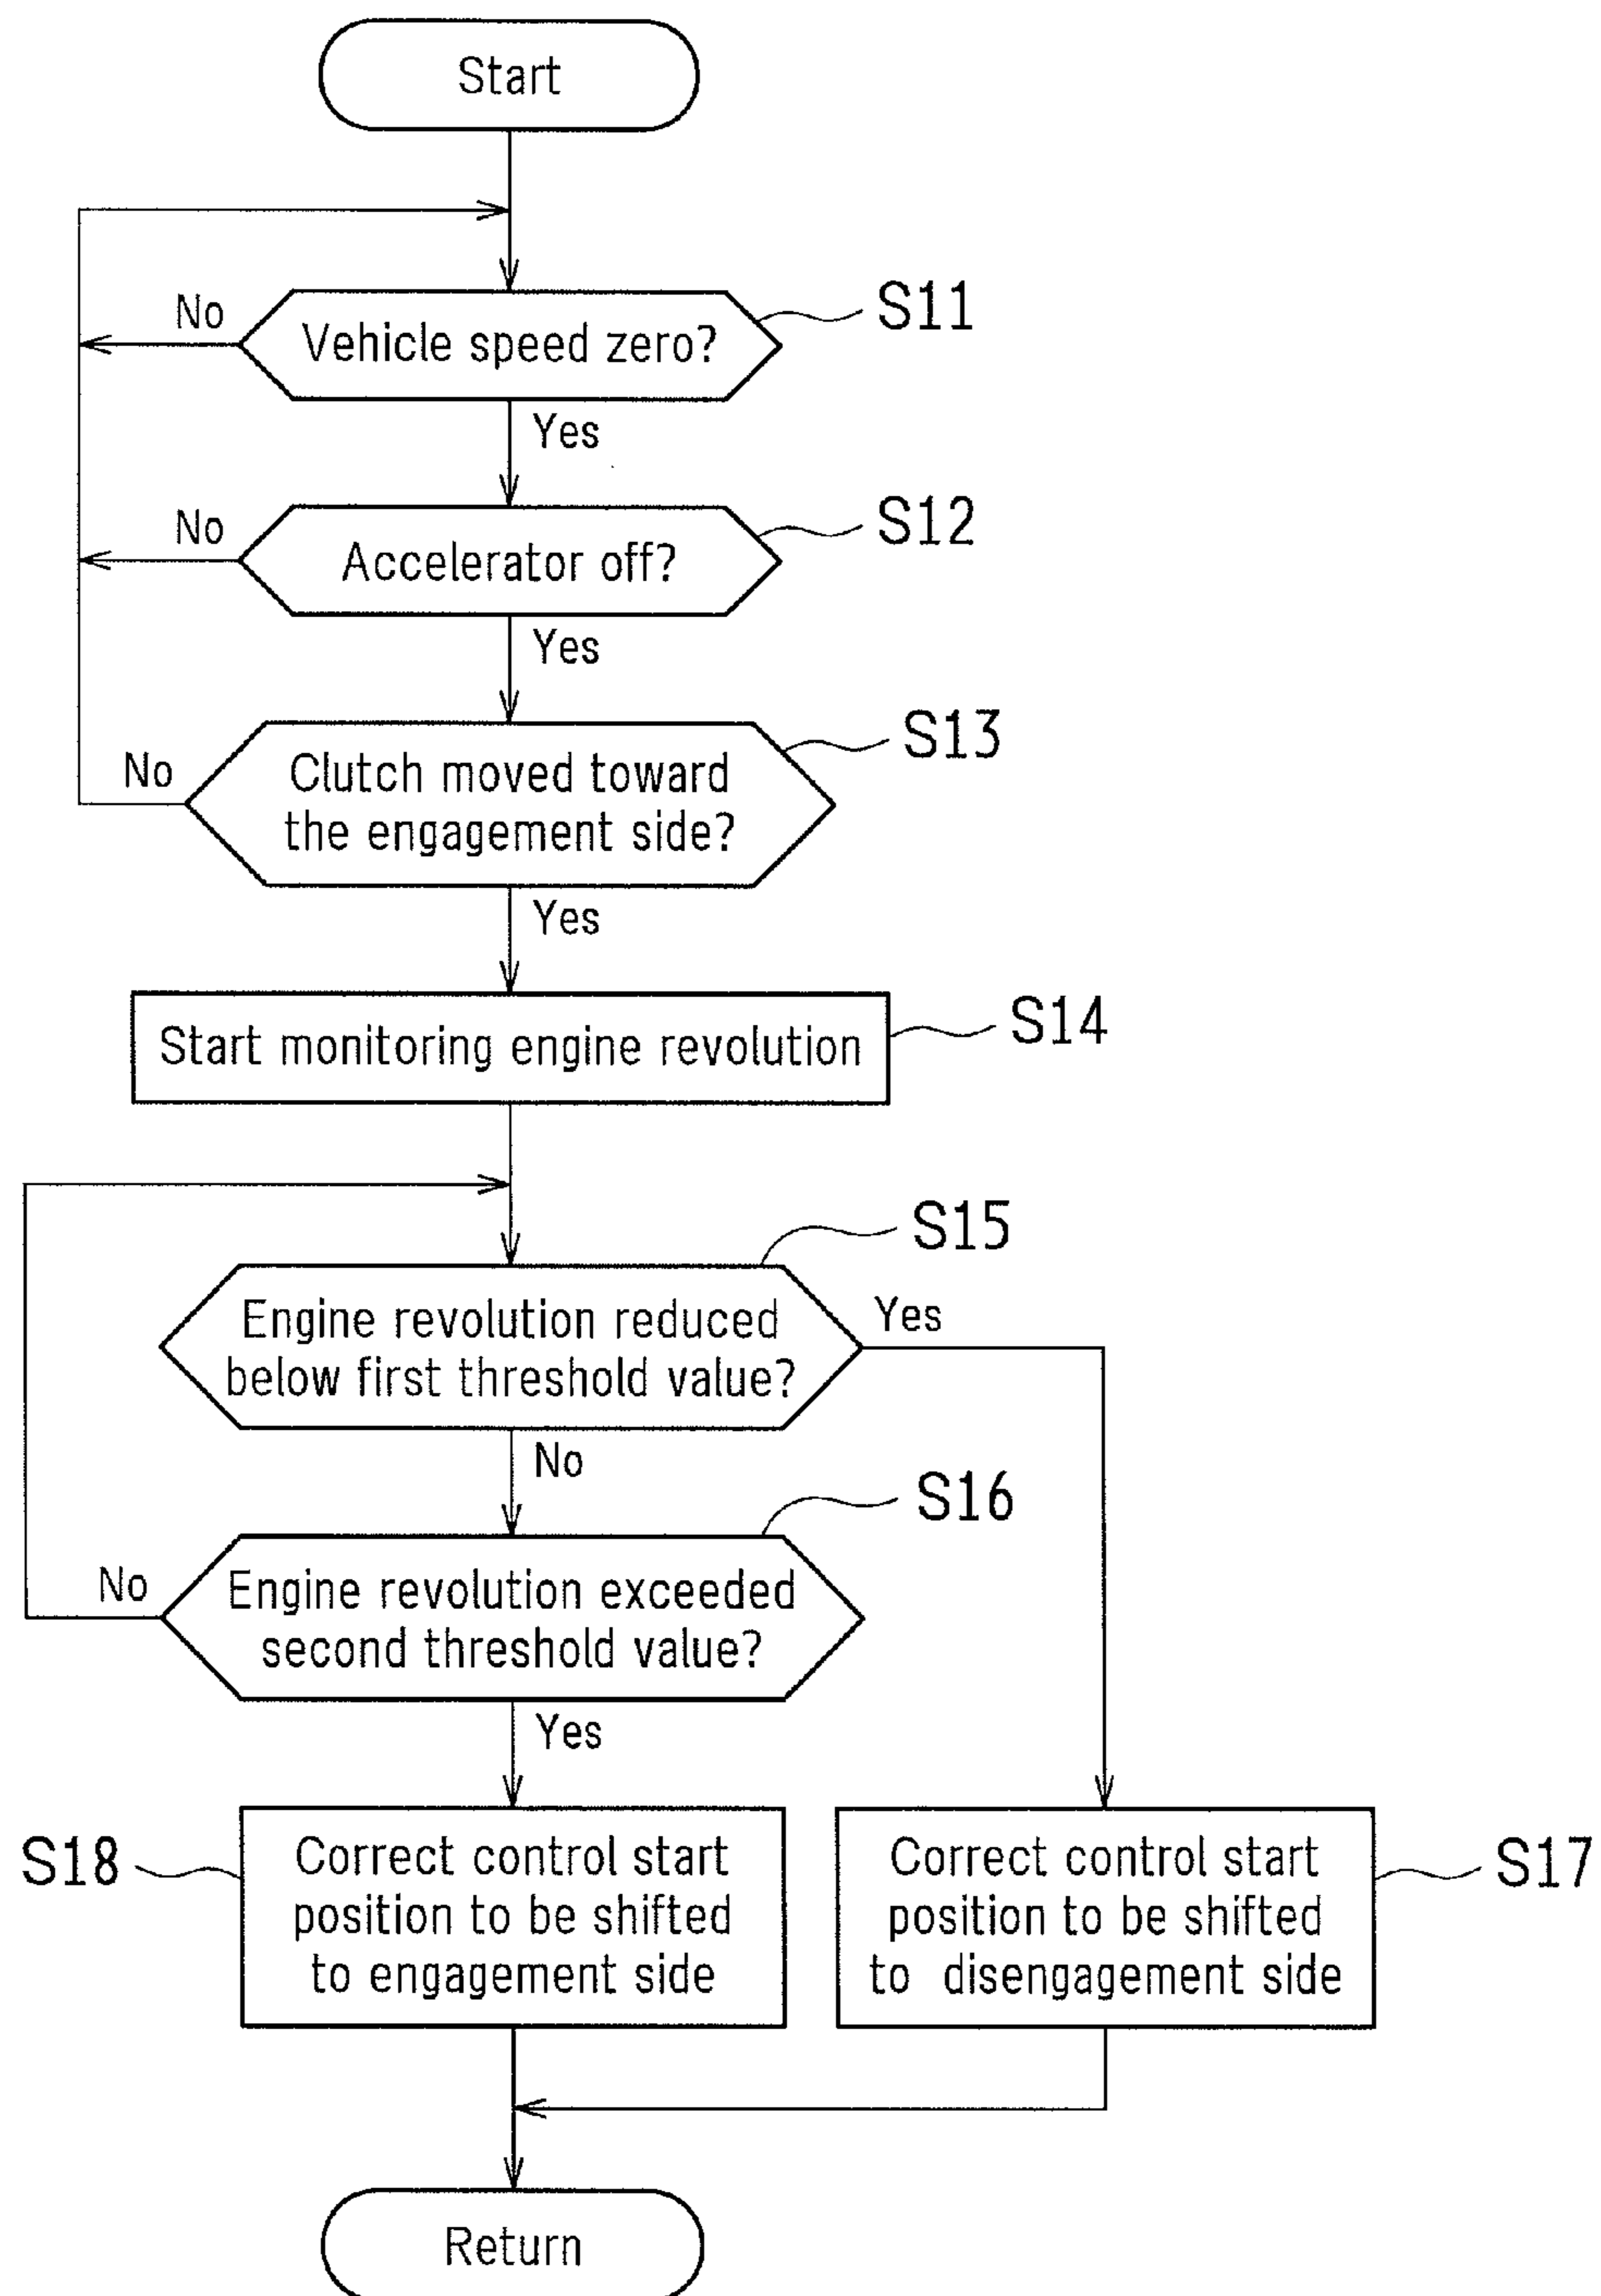 Start
No
Vehicle speed zero?
S11
Yes
No
Accelerator off?
S12
Yes
No
Clutch moved toward
the engagement side?
S13
Yes
Start monitoring engine revolution
S14
Engine revolution reduced
below first threshold value?
S15
Yes
No
Engine revolution exceeded
second threshold value?
S16
No
Yes
S18
Correct control start
position to be shifted
to engagement side
Correct control start
position to be shifted
to disengagement side
S17
Return